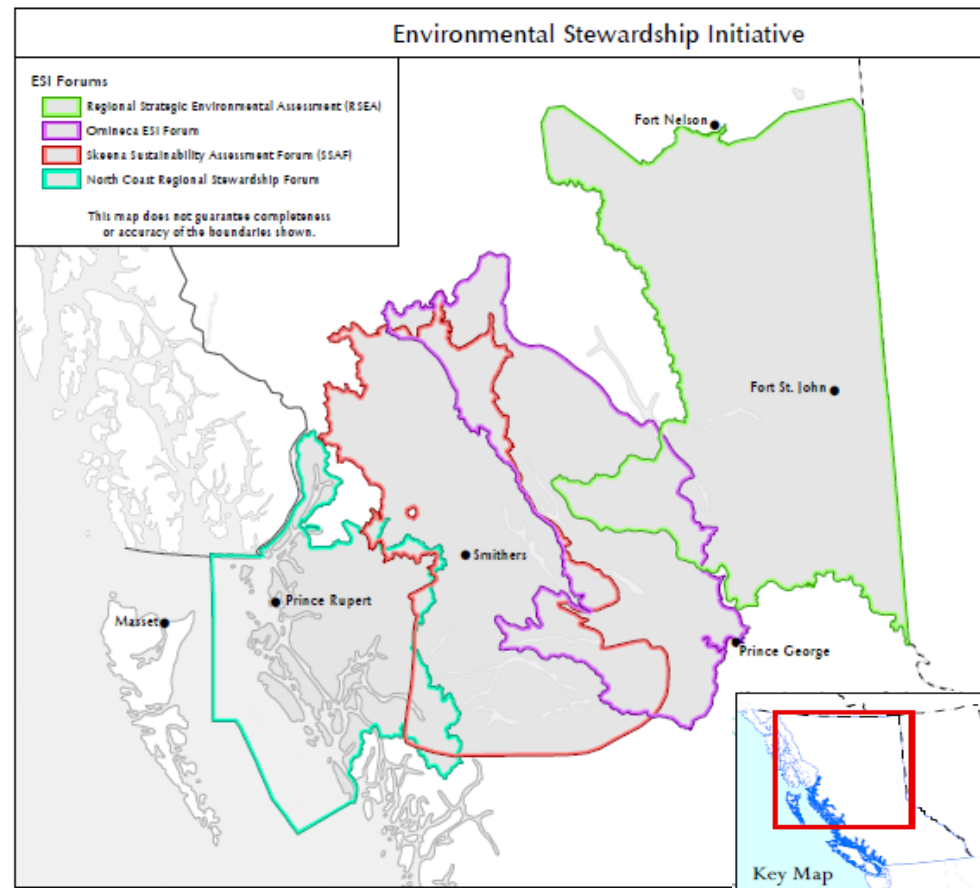 Environmental Stewardship Initiative
ESI Forums
Regional Strategic Environmental Assessment (RSEA)
Omineca ESI Forum
Skeena Sustainability Assessment Forum (SSAF)
North Coast Regional Stewardship Forum
This map does not guarantee completeness
or accuracy of the boundaries shown.
Fort Nelson
Fort St. John
Smithers
Prince Rupert
Masset
Prince George
Key Map